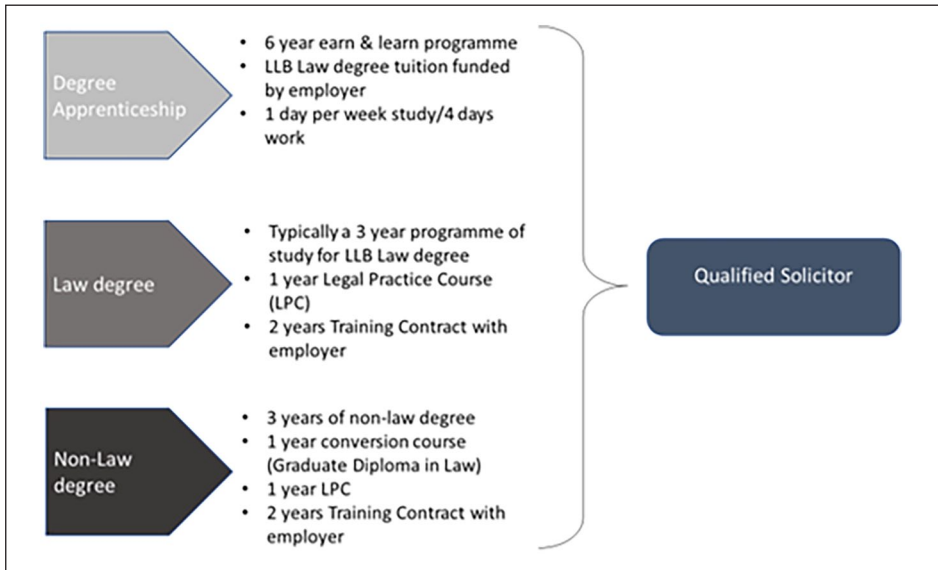 Degree
Apprenticeship
• 6 year earn & learn programme
• LLB Law degree tuition funded
by employer
• 1 day per week study/4 days
work
Law degree
• Typically a 3 year programme of
study for LLB Law degree
• 1 year Legal Practice Course
(LPC)
• 2 years Training Contract with
employer
Non-Law
degree
• 3 years of non-law degree
• 1 year conversion course
(Graduate Diploma in Law)
• 1 year LPC
• 2 years Training Contract with
employer
Qualified Solicitor